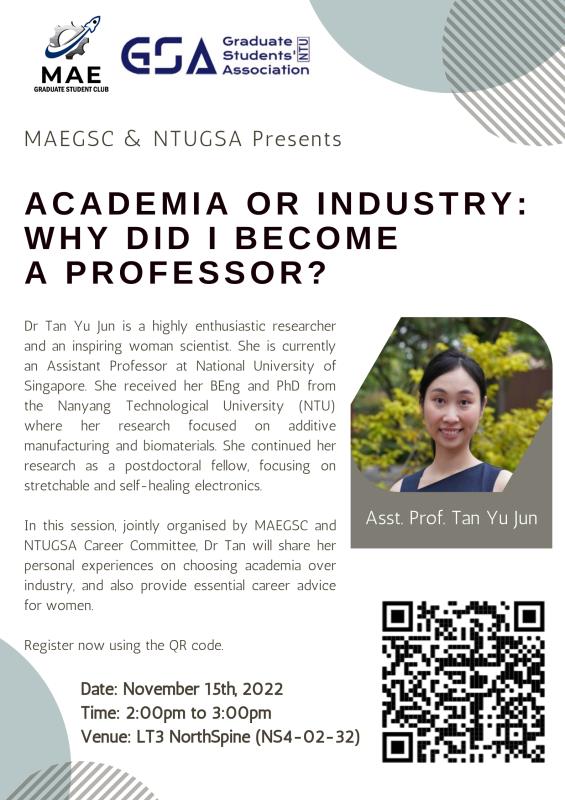 MAE
GRADUATE STUDENT CLUB
GSA
Graduate
Students'
Association
NTU
MAEGSC & NTUGSA Presents
ACADEMIA OR INDUSTRY:
WHY DID I BECOME
A PROFESSOR?
Dr Tan Yu Jun is a highly enthusiastic researcher
and an inspiring woman scientist. She is currently
an Assistant Professor at National University of
Singapore. She received her BEng and PhD from
the Nanyang Technological University (NTU)
where her research focused on additive
manufacturing and biomaterials. She continued her
research as a postdoctoral fellow, focusing on
stretchable and self-healing electronics.
In this session, jointly organised by MAEGSC and
NTUGSA Career Committee, Dr Tan will share her
personal experiences on choosing academia over
industry, and also provide essential career advice
for women.
Register now using the QR code.
Asst. Prof. Tan Yu Jun
Date: November 15th, 2022
Time: 2:00pm to 3:00pm
Venue: LT3 NorthSpine (NS4-02-32)